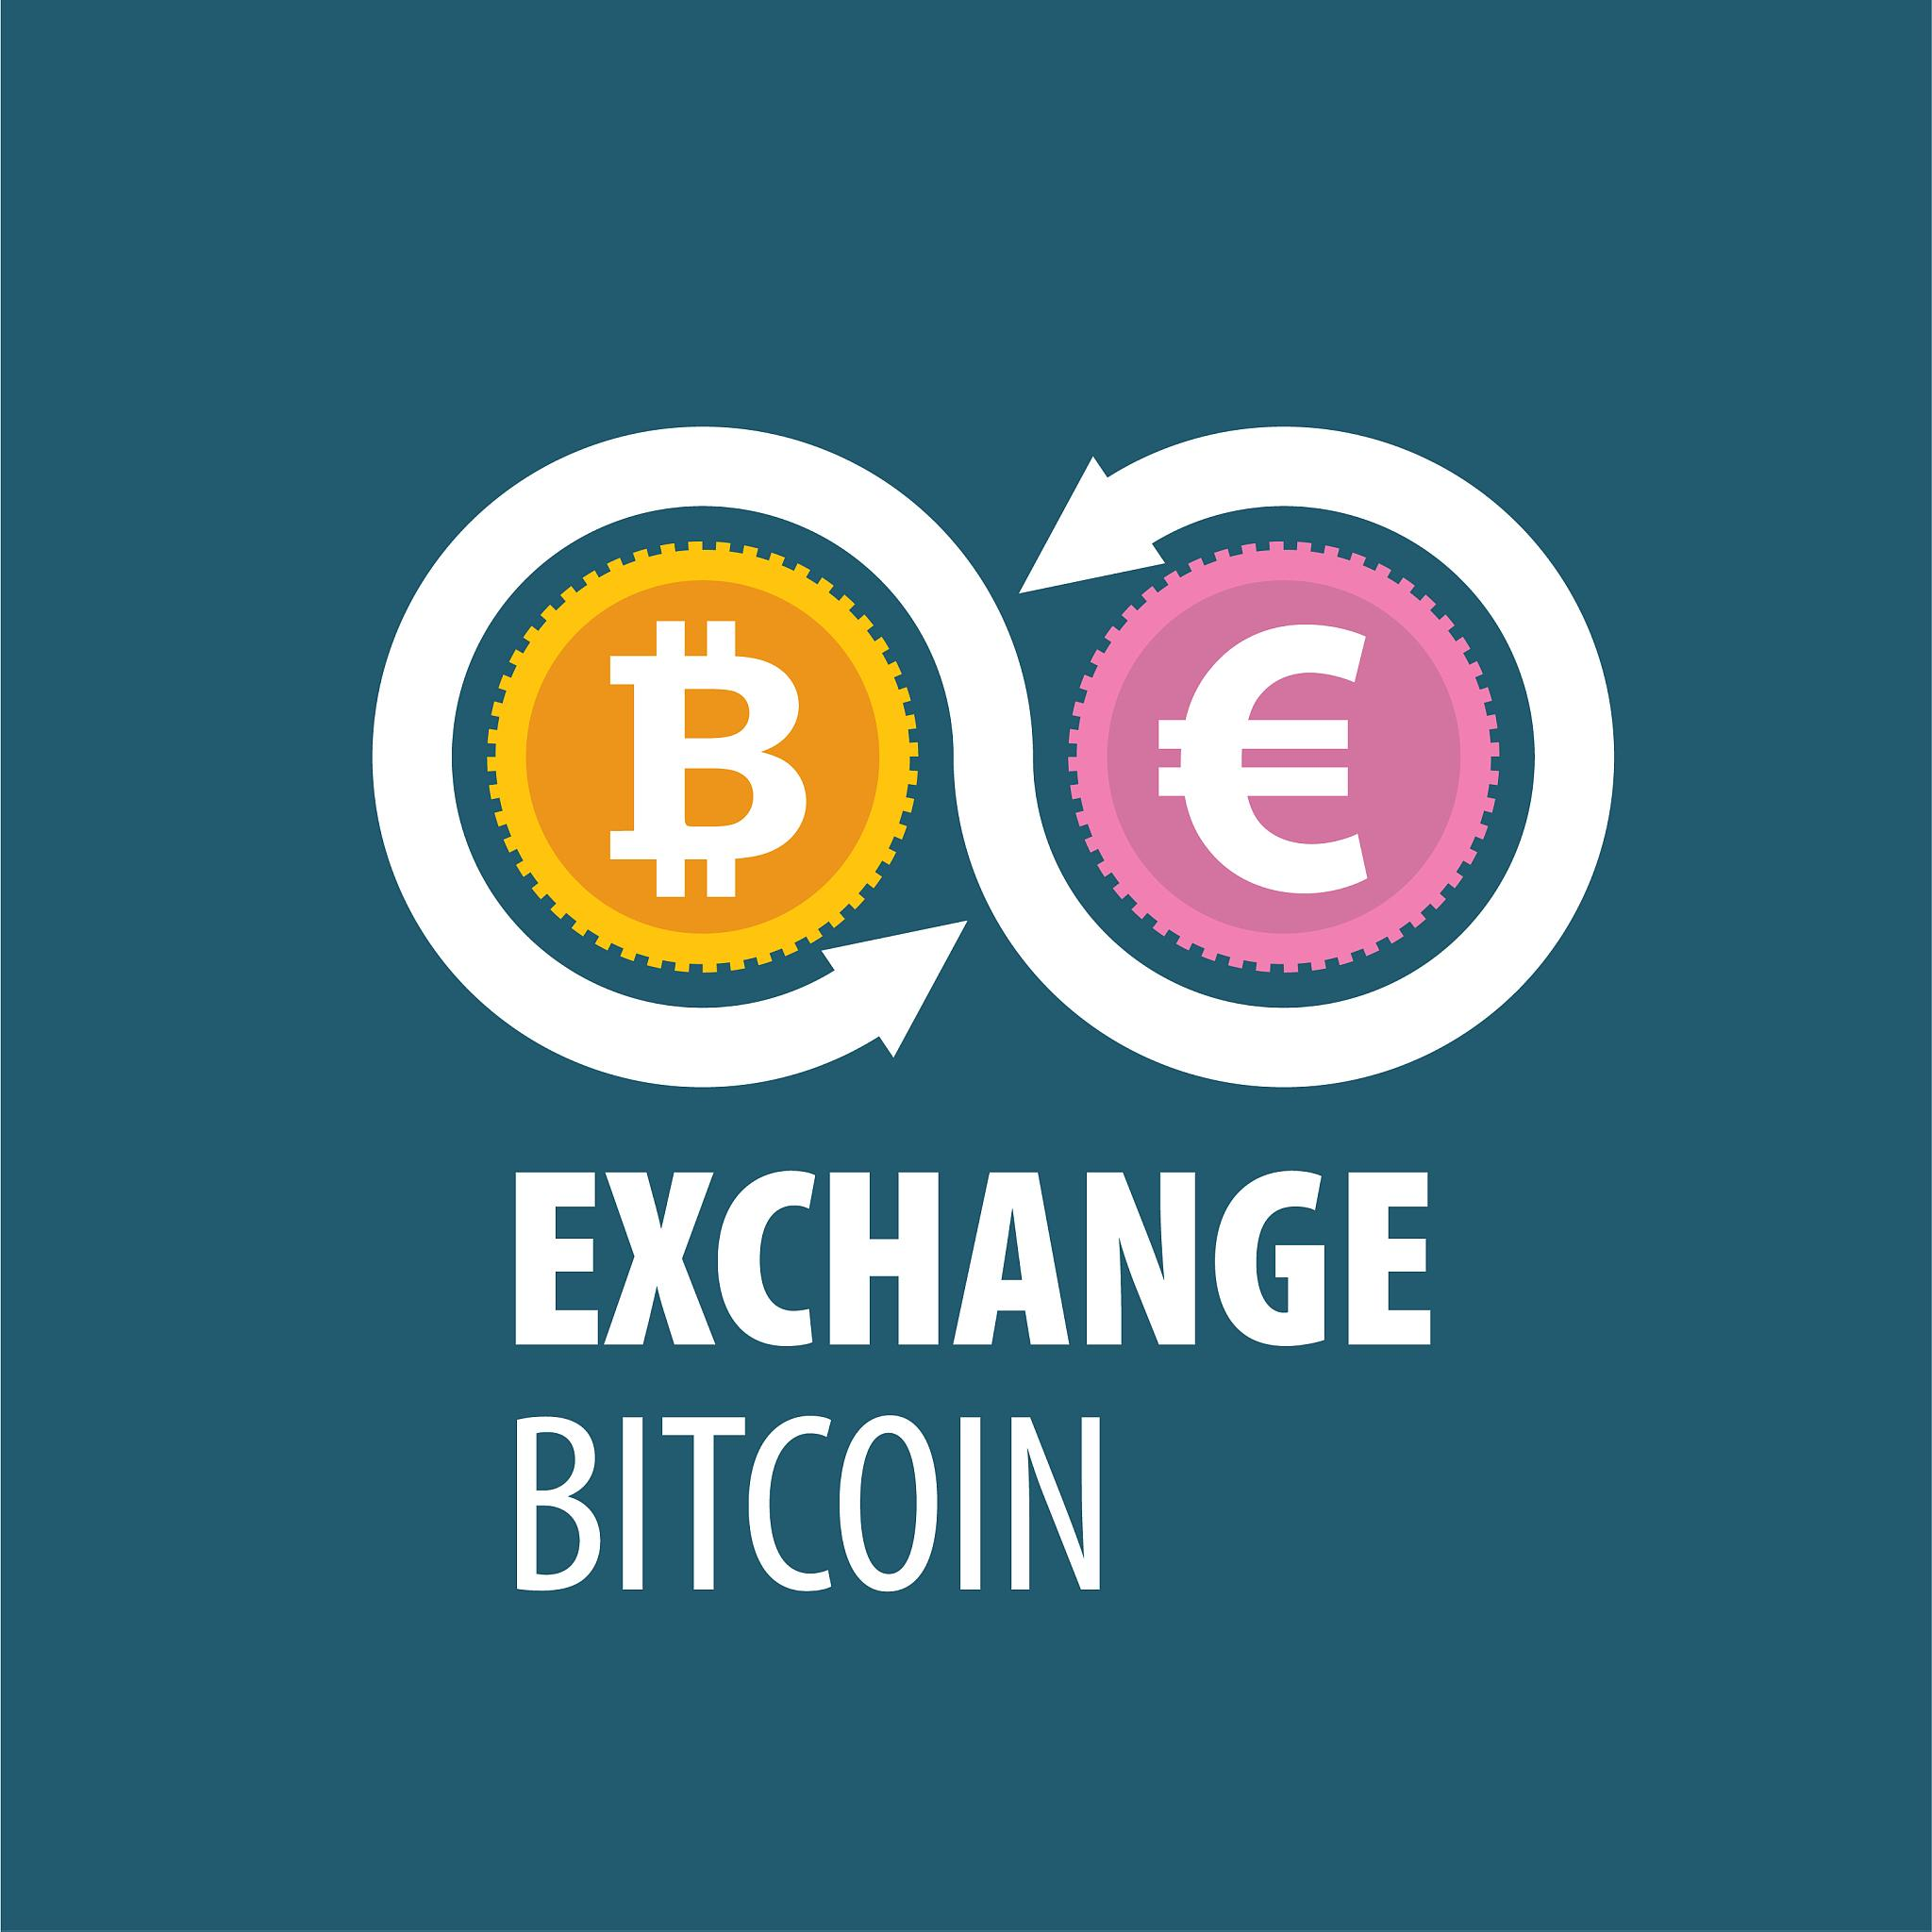 ₿ €
EXCHANGE
BITCOIN